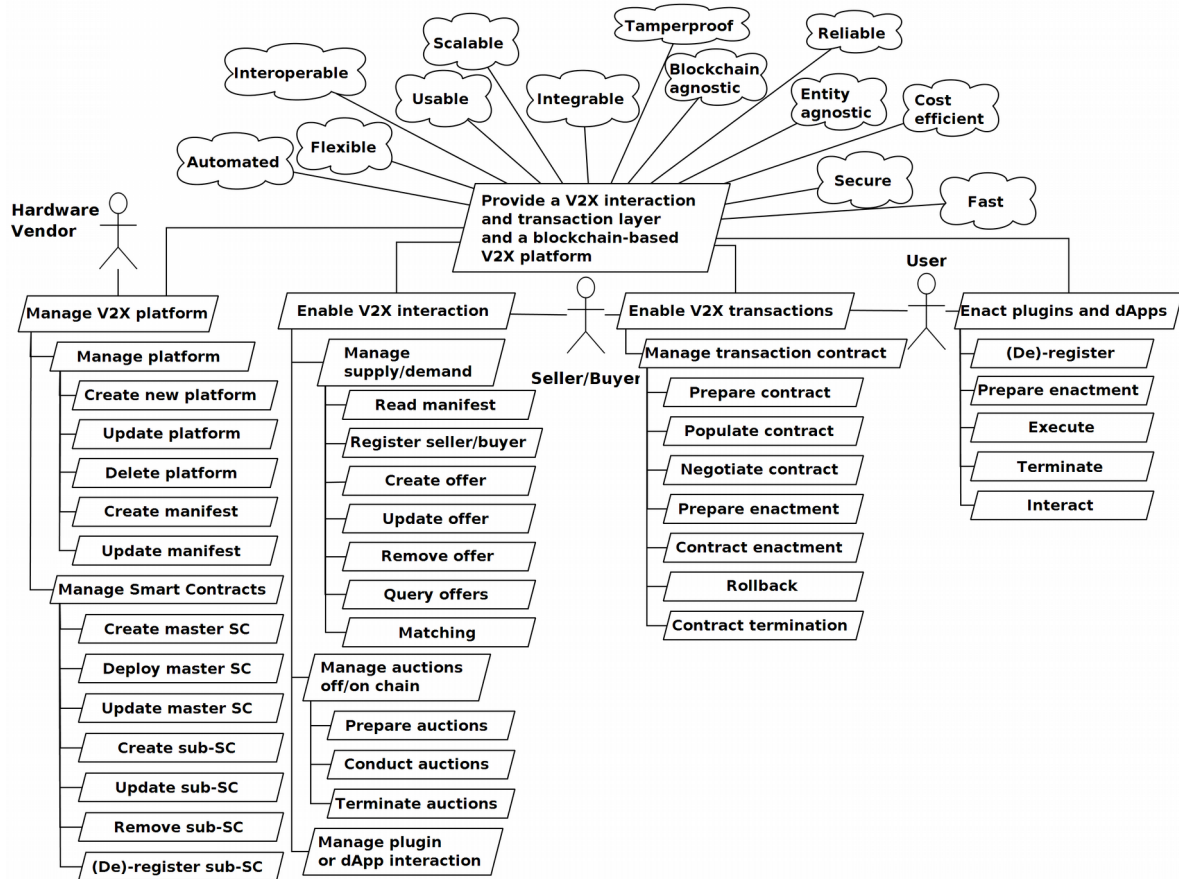 Tamperproof
Reliable
Scalable
Interoperable
Blockchain
agnostic
Usable
Integrable
Entity
agnostic
Cost
efficient
Flexible
Automated
Secure
Fast
Provide a V2X interaction
and transaction layer
and a blockchain-based
V2X platform
Hardware
Vendor
User
Seller/Buyer
Manage V2X platform
Manage platform
Create new platform
Update platform
Delete platform
Create manifest
Update manifest
Manage Smart Contracts
Create master SC
Deploy master SC
Update master SC
Create sub-SC
Update sub-SC
Remove sub-SC
(De)-register sub-SC
Enable V2X interaction
Manage
supply/demand
Read manifest
Register seller/buyer
Create offer
Update offer
Remove offer
Query offers
Matching
Manage auctions
off/on chain
Prepare auctions
Conduct auctions
Terminate auctions
Manage plugin
or dApp interaction
Enable V2X transactions
Manage transaction contract
Prepare contract
Populate contract
Negotiate contract
Prepare enactment
Contract enactment
Rollback
Contract termination
Enact plugins and dApps
(De)-register
Prepare enactment
Execute
Terminate
Interact